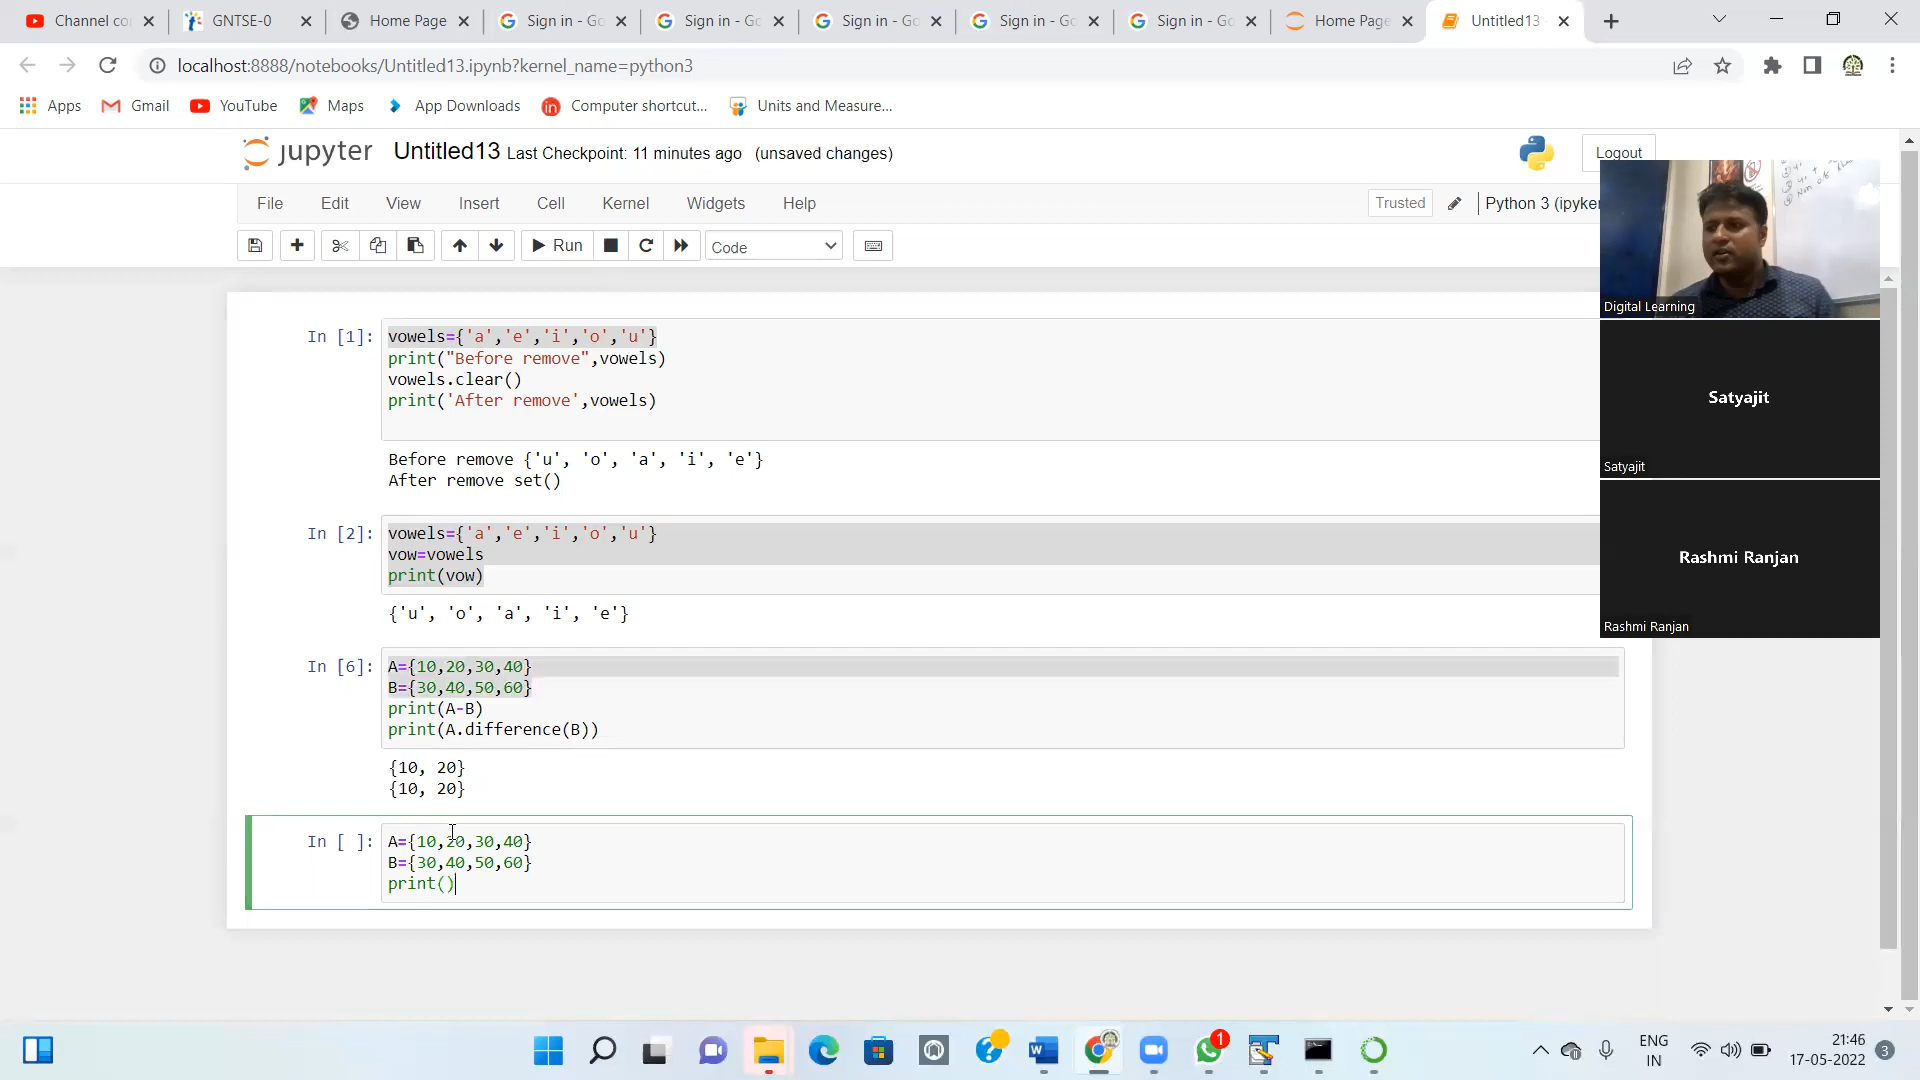 Channel co
GNTSE-0
Home Page
Sign in - Go
Sign in - Go
Sign in - Go
Sign in - Go
Sign in - Go
Home Page
Untitled13
localhost:8888/notebooks/Untitled13.ipynb?kernel_name=python3
Apps
Gmail
YouTube
Maps
App Downloads
Computer shortcut...
Units and Measure...
jupyter Untitled13 Last Checkpoint: 11 minutes ago (unsaved changes)
Logout
File Edit View Insert Cell Kernel Widgets Help
Trusted
Python 3 (ipyker
Run
Code
In [1]: vowels={'a','e','i','o','u'}
print("Before remove",vowels)
vowels.clear()
print('After remove',vowels)
Before remove {'u', 'o', 'a', 'i', 'e'}
After remove set()
In [2]: vowels={'a','e','i','o','u'}
vow=vowels
print(vow)
{'u', 'o', 'a', 'i', 'e'}
In [6]: A={10,20,30,40}
B={30,40,50,60}
print(A-B)
print(A.difference(B))
{10, 20}
{10, 20}
In [ ]: A={10,20,30,40}
B={30,40,50,60}
print()
Digital Learning
Satyajit
Satyajit
Rashmi Ranjan
Rashmi Ranjan
1
ENG
IN
21:46
17-05-2022
3